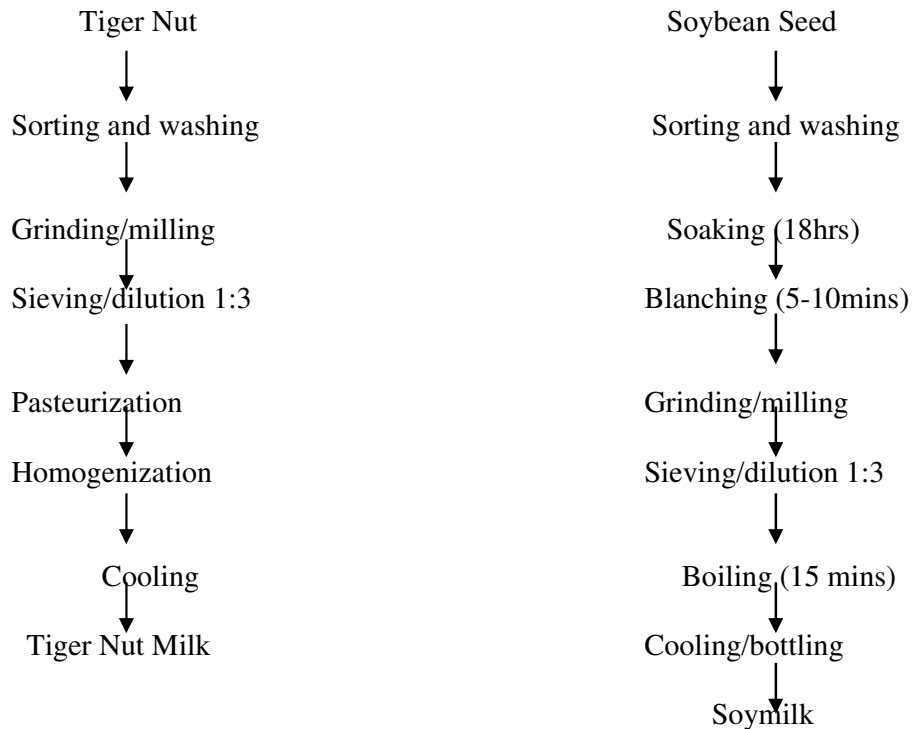 Tiger Nut
Sorting and washing
Grinding/milling
Sieving/dilution 1:3
Pasteurization
Homogenization
Cooling
Tiger Nut Milk
Soybean Seed
Sorting and washing
Soaking (18hrs)
Blanching (5-10mins)
Grinding/milling
Sieving/dilution 1:3
Boiling (15 mins)
Cooling/bottling
Soymilk